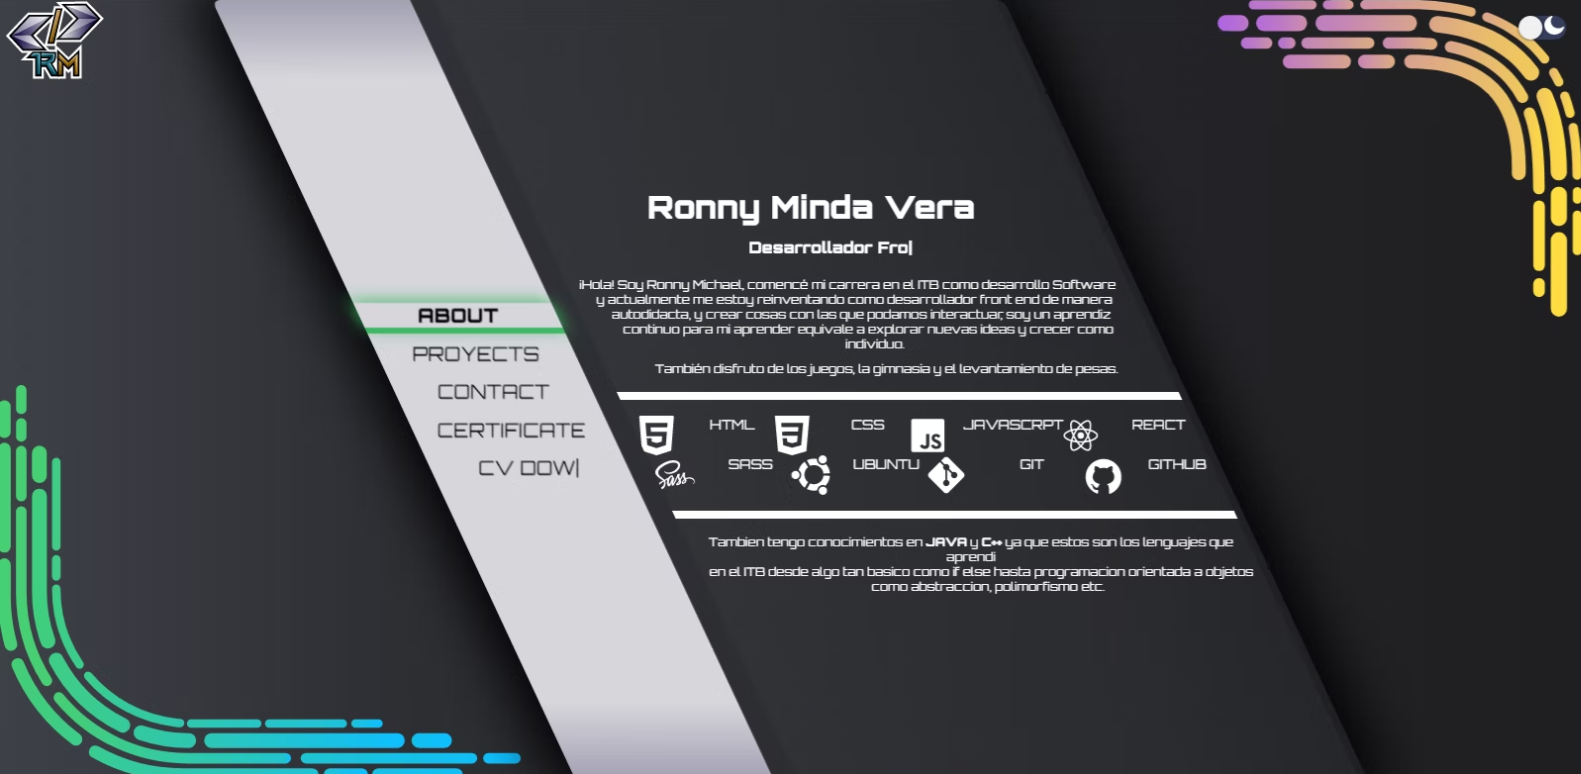 RM
Ronny Minda Vera
Desarrollador Fro|
¡Hola! Soy Ronny Michael, comencé mi carrera en el ITB como desarrollo Software
y actualmente me estoy reinventando como desarrollador front end de manera
autodidacta, y crear cosas con las que podamos interactuar, soy un aprendiz
continuo para mi aprender equivale a explorar nuevas ideas y crecer como
individuo.
También disfruto de los juegos, la gimnasia y el levantamiento de pesas.
ABOUT
PROYECTS
CONTACT
CERTIFICATE
CV DOW|
HTML CSS JS JAVASCRPT REACT
Sass SASS UBUNTU GIT GITHUB
Tambien tengo conocimientos en JAVA y C++ ya que estos son los lenguajes que
aprendi
en el ITB desde algo tan basico como if else hasta programacion orientada a objetos
como abstraccion, polimorfismo etc.